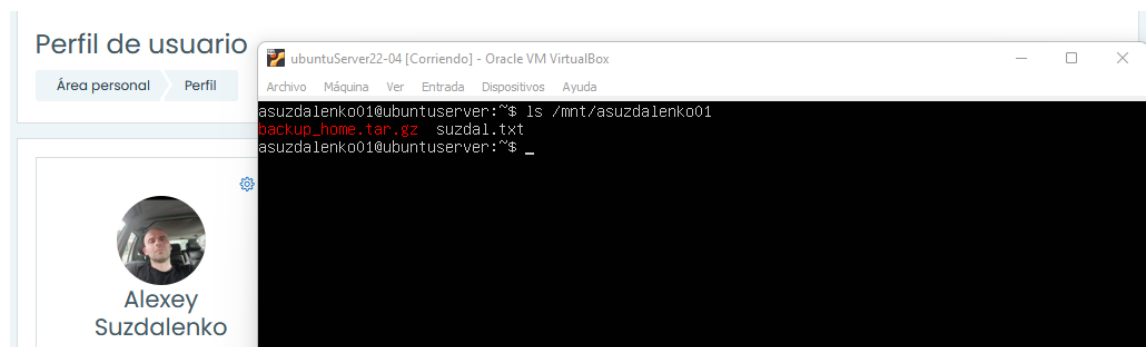 Perfil de usuario
Área personal Perfil
Alexey
Suzdalenko
ubuntuServer22-04 [Corriendo] - Oracle VM VirtualBox
Archivo Máquina Ver Entrada Dispositivos Ayuda
asuzdalenko01@ubuntuserver:~$ ls /mnt/asuzdalenko01
backup_home.tar.gz suzdal.txt
asuzdalenko01@ubuntuserver:~$ _